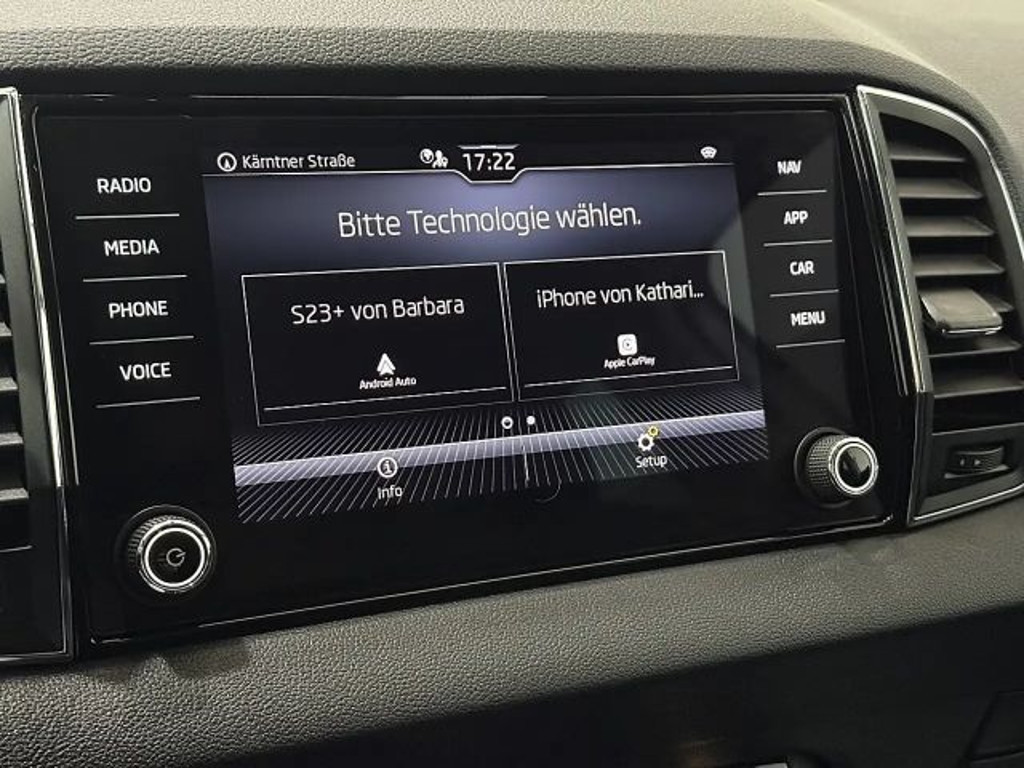 RADIO
MEDIA
PHONE
VOICE
Kärntner Straße
17:22
Bitte Technologie wählen.
S23+ von Barbara
Android Auto
iPhone von Kathari...
Apple CarPlay
Info
Setup
NAV
APP
CAR
MENU